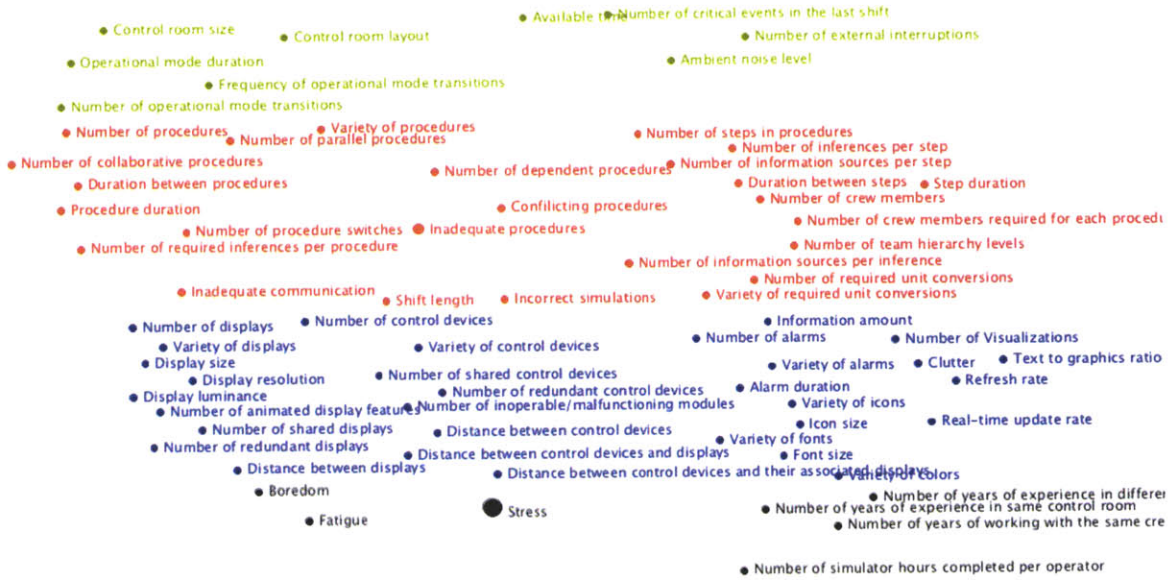 Available time
Number of critical events in the last shift
Control room size
Control room layout
Number of external interruptions
Operational mode duration
Ambient noise level
Frequency of operational mode transitions
Number of operational mode transitions
Number of procedures
Variety of procedures
Number of steps in procedures
Number of parallel procedures
Number of inferences per step
Number of collaborative procedures
Number of dependent procedures
Number of information sources per step
Duration between procedures
Duration between steps
Step duration
Number of crew members
Procedure duration
Confilicting procedures
Number of crew members required for each procedu
Number of procedure switches
Inadequate procedures
Number of required inferences per procedure
Number of team hierarchy levels
Number of information sources per inference
Number of required unit conversions
Inadequate communication
Shift length
Incorrect simulations
Variety of required unit conversions
Number of displays
Number of control devices
Information amount
Number of alarms
Number of Visualizations
Variety of displays
Variety of control devices
Display size
Variety of alarms
Clutter
Text to graphics ratio
Display resolution
Number of shared control devices
Refresh rate
Display luminance
Number of redundant control devices
Alarm duration
Number of animated display features
Number of inoperable/malfunctioning modules
Variety of icons
Number of shared displays
Distance between control devices
Icon size
Real-time update rate
Number of redundant displays
Variety of fonts
Distance between control devices and displays
Font size
Distance between displays
Distance between control devices and their associated displays
Variety of colors
Boredom
Number of years of experience in differe
Stress
Number of years of experience in same control room
Fatigue
Number of years of working with the same cre
Number of simulator hours completed per operator